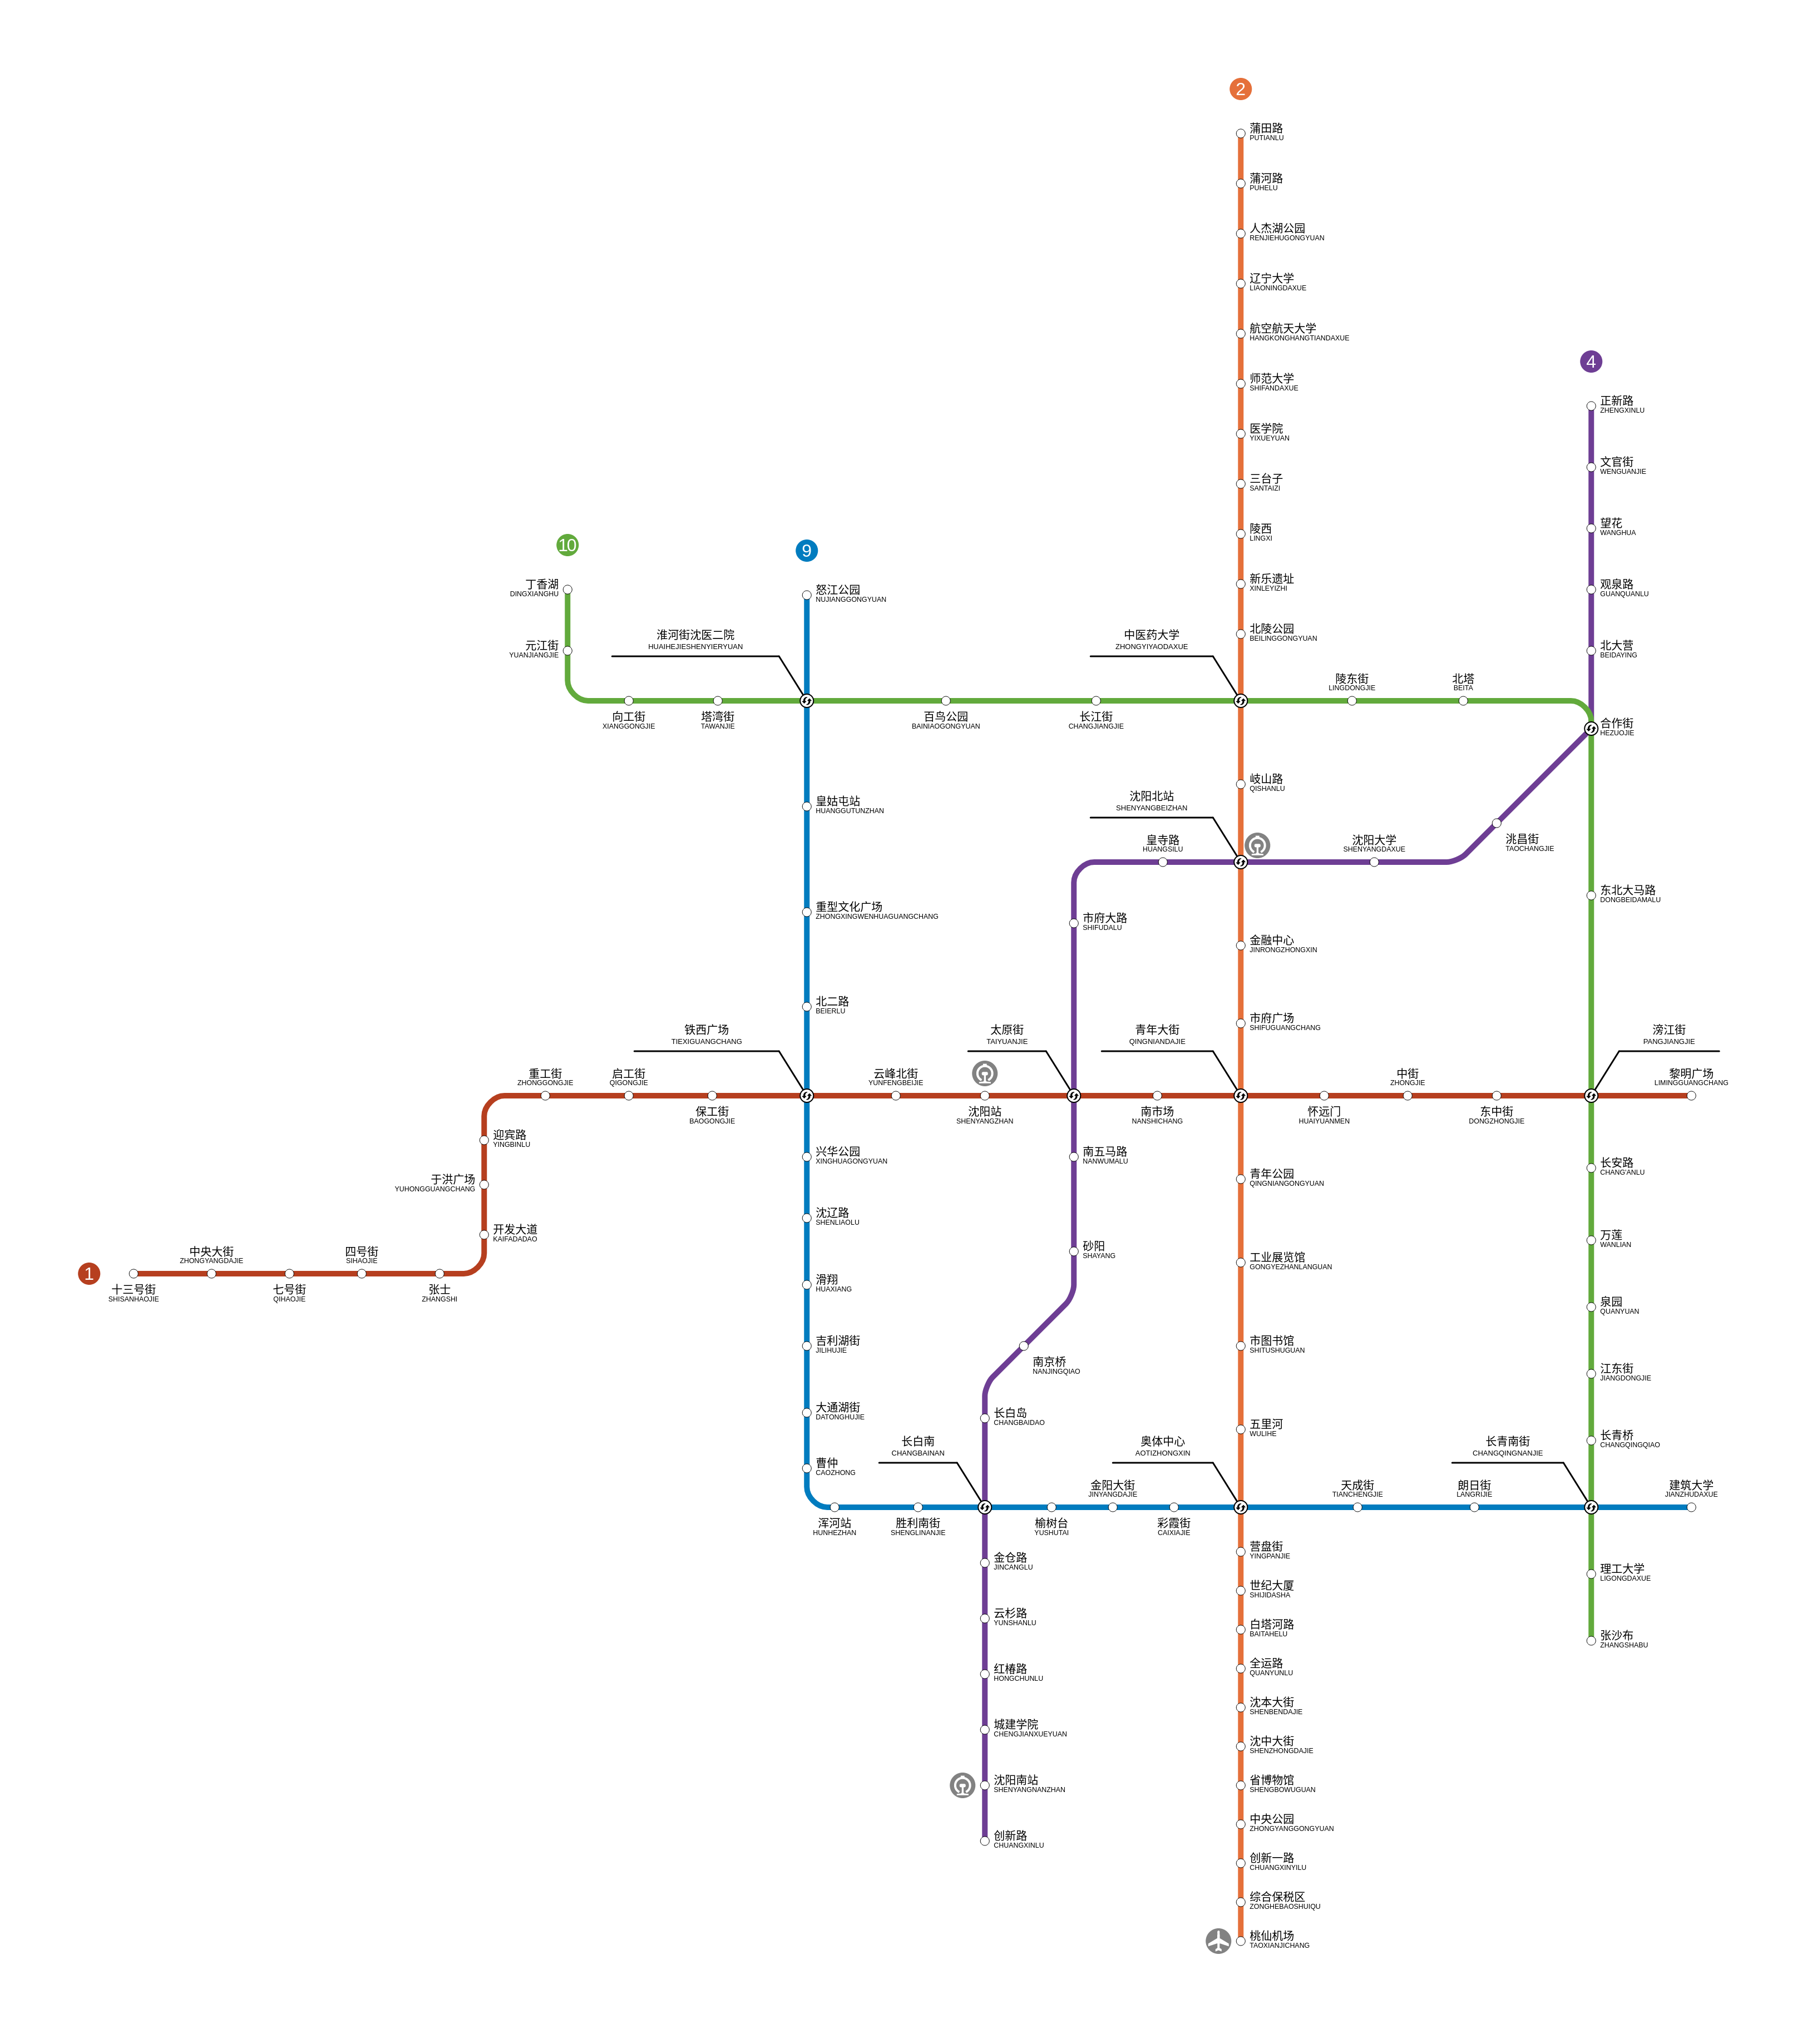 2
蒲田路
PUTIANLU
蒲河路
PUHELU
人杰湖公园
RENJIEHUGONGYUAN
辽宁大学
LIAONINGDAXUE
航空航天大学
HANGKONGHANGTIANDAXUE
师范大学
SHIFANDAXUE
医学院
YIXUEYUAN
三台子
SANTAIZI
陵西
LINGXI
新乐遗址
XINLEYIZHI
北陵公园
BEILINGGONGYUAN
中医药大学
ZHONGYIYAODAXUE
岐山路
QISHANLU
沈阳北站
SHENYANGBEIZHAN
金融中心
JINRONGZHONGXIN
市府广场
SHIFUGUANGCHANG
青年大街
QINGNIANDAJIE
青年公园
QINGNIANGONGYUAN
工业展览馆
GONGYEZHANLANGUAN
市图书馆
SHITUSHUGUAN
五里河
WULIHE
奥体中心
AOTIZHONGXIN
营盘街
YINGPANJIE
世纪大厦
SHIJIDASHA
白塔河路
BAITAHELU
全运路
QUANYUNLU
沈本大街
SHENBENDAJIE
沈中大街
SHENZHONGDAJIE
省博物馆
SHENGBOWUGUAN
中央公园
ZHONGYANGGONGYUAN
创新一路
CHUANGXINYILU
综合保税区
ZONGHEBAOSHUIQU
桃仙机场
TAOXIANJICHANG
4
正新路
ZHENGXINLU
文官街
WENGUANJIE
望花
WANGHUA
观泉路
GUANQUANLU
北大营
BEIDAYING
合作街
HEZUOJIE
洮昌街
TAOCHANGJIE
沈阳大学
SHENYANGDAXUE
皇寺路
HUANGSILU
市府大路
SHIFUDALU
太原街
TAIYUANJIE
南五马路
NANWUMALU
砂阳
SHAYANG
南京桥
NANJINGQIAO
长白岛
CHANGBAIDAO
长白南
CHANGBAINAN
金仓路
JINCANGLU
云杉路
YUNSHANLU
红椿路
HONGCHUNLU
城建学院
CHENGJIANXUEYUAN
沈阳南站
SHENYANGNANZHAN
创新路
CHUANGXINLU
10
丁香湖
DINGXIANGHU
元江街
YUANJIANGJIE
向工街
XIANGGONGJIE
塔湾街
TAWANJIE
淮河街沈医二院
HUAIHEJIESHENYIERYUAN
百鸟公园
BAINIAOGONGYUAN
长江街
CHANGJIANGJIE
陵东街
LINGDONGJIE
北塔
BEITA
东北大马路
DONGBEIDAMALU
滂江街
PANGJIANGJIE
长安路
CHANG'ANLU
万莲
WANLIAN
泉园
QUANYUAN
江东街
JIANGDONGJIE
长青桥
CHANGQINGQIAO
长青南街
CHANGQINGNANJIE
理工大学
LIGONGDAXUE
张沙布
ZHANGSHABU
9
怒江公园
NUJIANGGONGYUAN
皇姑屯站
HUANGGUTUNZHAN
重型文化广场
ZHONGXINGWENHUAGUANGCHANG
北二路
BEIERLU
铁西广场
TIEXIGUANGCHANG
兴华公园
XINGHUAGONGYUAN
沈辽路
SHENLIAOLU
滑翔
HUAXIANG
吉利湖街
JILIHUJIE
大通湖街
DATONGHUJIE
曹仲
CAOZHONG
浑河站
HUNHEZHAN
胜利南街
SHENGLINANJIE
榆树台
YUSHUTAI
金阳大街
JINYANGDAJIE
彩霞街
CAIXIAJIE
天成街
TIANCHENGJIE
朗日街
LANGRIJIE
建筑大学
JIANZHUDAXUE
1
十三号街
SHISANHAOJIE
中央大街
ZHONGYANGDAJIE
七号街
QIHAOJIE
四号街
SIHAOJIE
张士
ZHANGSHI
开发大道
KAIFADADAO
于洪广场
YUHONGGUANGCHANG
迎宾路
YINGBINLU
重工街
ZHONGGONGJIE
启工街
QIGONGJIE
保工街
BAOGONGJIE
云峰北街
YUNFENGBEIJIE
沈阳站
SHENYANGZHAN
南市场
NANSHICHANG
怀远门
HUAIYUANMEN
中街
ZHONGJIE
东中街
DONGZHONGJIE
黎明广场
LIMINGGUANGCHANG